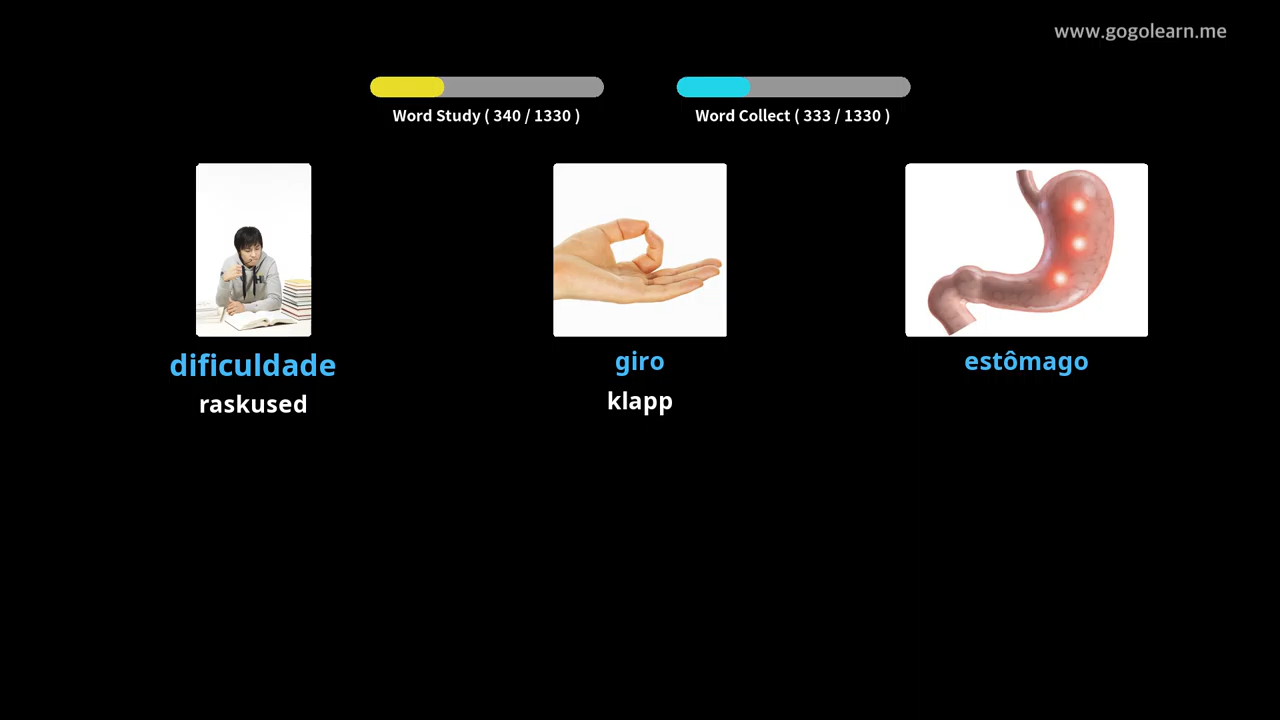 www.gogolearn.me
Word Study ( 340 / 1330 )
Word Collect ( 333 / 1330 )
dificuldade
raskused
giro
klapp
estômago